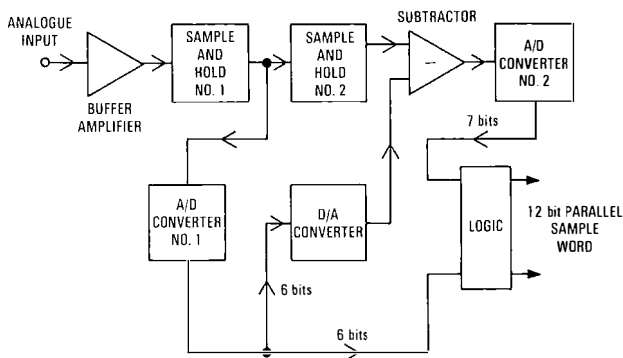 ANALOGUE
INPUT
BUFFER
AMPLIFIER
SAMPLE
AND
HOLD
NO. 1
SAMPLE
AND
HOLD
NO. 2
SUBTRACTOR
−
A/D
CONVERTER
NO. 2
7 bits
A/D
CONVERTER
NO. 1
D/A
CONVERTER
LOGIC
12 bit PARALLEL
SAMPLE
WORD
6 bits
6 bits